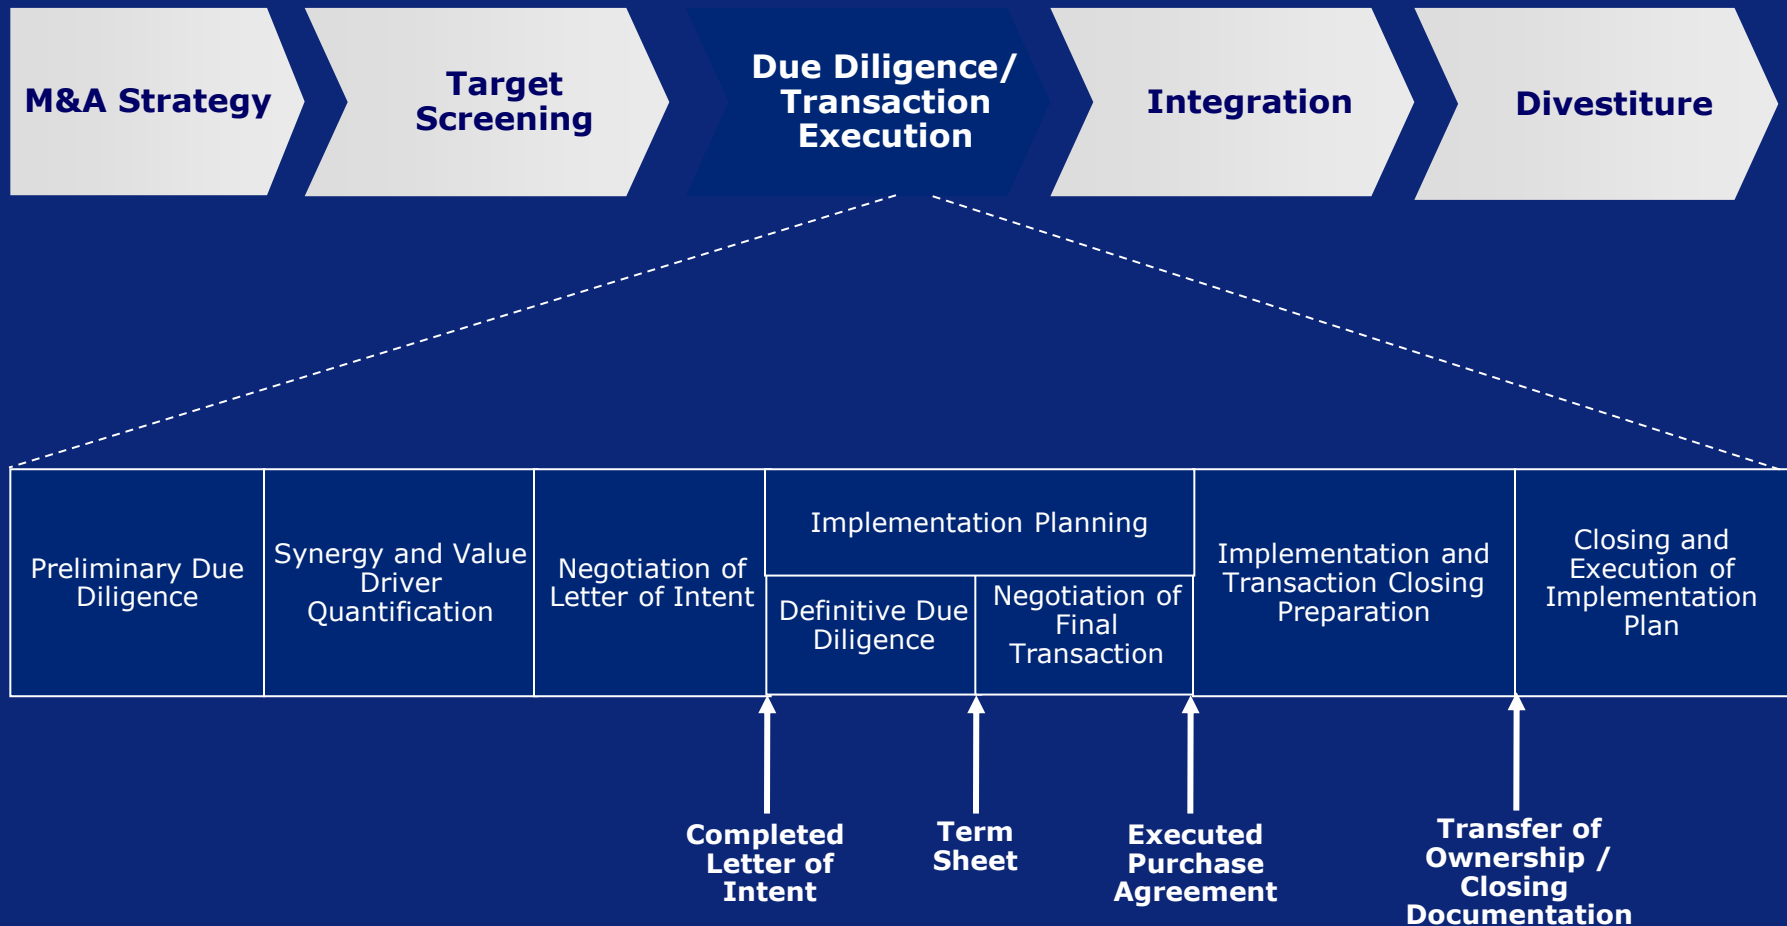 M&A Strategy
Target
Screening
Due Diligence/
Transaction
Execution
Integration
Divestiture
Preliminary Due
Diligence
Synergy and Value
Driver
Quantification
Negotiation of
Letter of Intent
Implementation Planning
Definitive Due
Diligence
Negotiation of
Final
Transaction
Implementation and
Transaction Closing
Preparation
Closing and
Execution of
Implementation
Plan
Completed
Letter of
Intent
Term
Sheet
Executed
Purchase
Agreement
Transfer of
Ownership /
Closing
Documentation